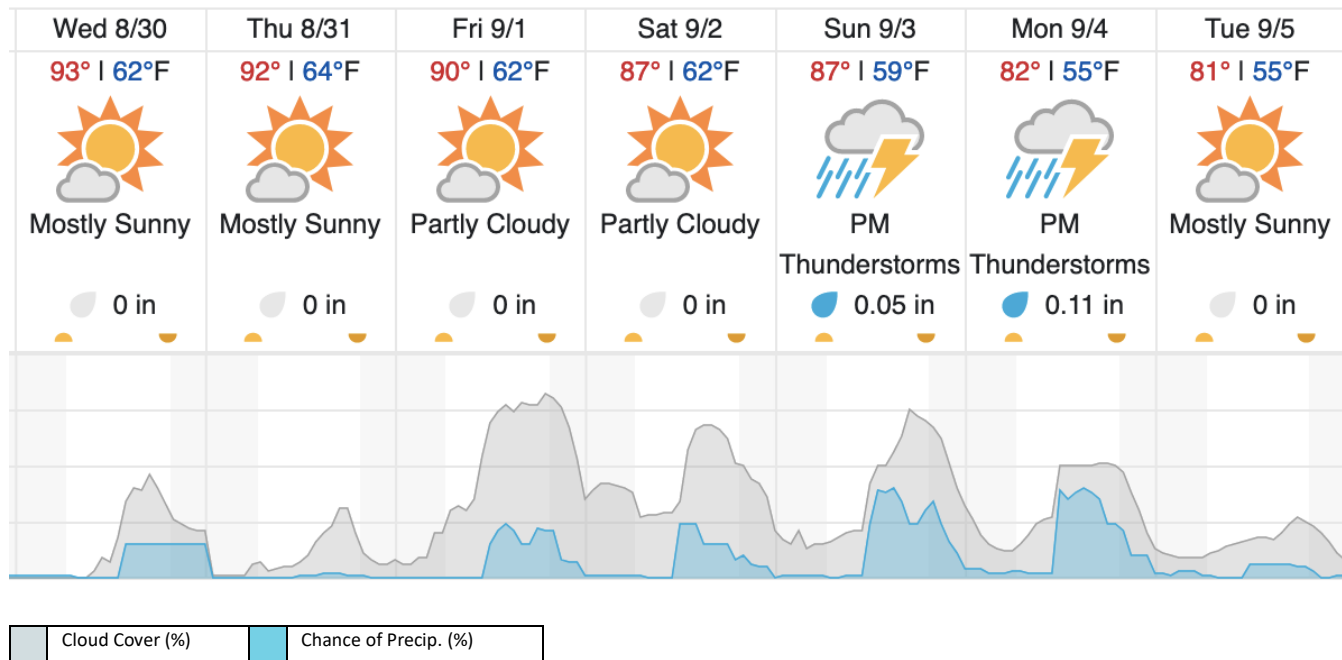 Wed 8/30 Thu 8/31 Fri 9/1 Sat 9/2 Sun 9/3 Mon 9/4 Tue 9/5
93° | 62°F 92° | 64°F 90° | 62°F 87° | 62°F 87° | 59°F 82° | 55°F 81° | 55°F
Mostly Sunny Mostly Sunny Partly Cloudy Partly Cloudy PM PM Mostly Sunny
Thunderstorms Thunderstorms
0 in 0 in 0 in 0 in 0.05 in 0.11 in 0 in
Cloud Cover (%) Chance of Precip. (%)